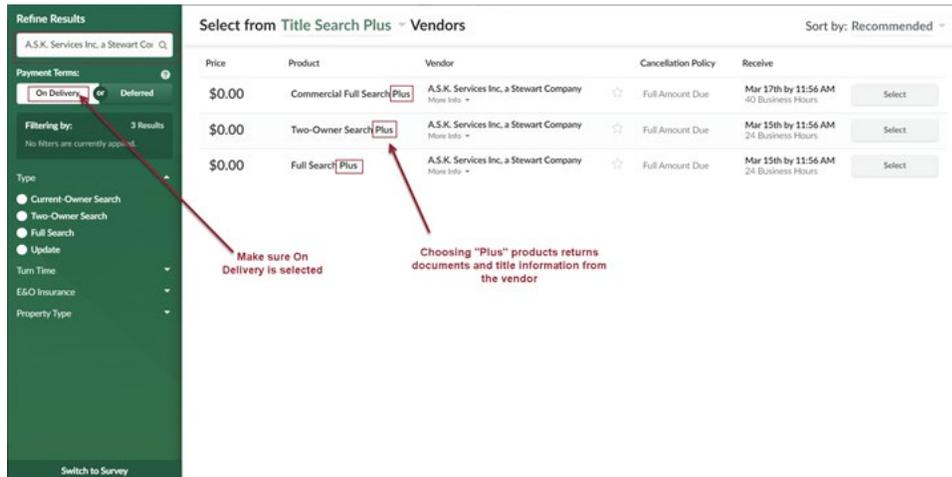 Refine Results
A.S.K. Services Inc, a Stewart Cor
Payment Terms:
?
On Delivery or Deferred
Filtering by: 3 Results
No filters are currently applied.
Type
Current-Owner Search
Two-Owner Search
Full Search
Update
Turn Time
E&O Insurance
Property Type
Switch to Survey
Select from Title Search Plus Vendors
Sort by: Recommended
Price Product Vendor Cancellation Policy Receive
$0.00 Commercial Full Search Plus A.S.K. Services Inc, a Stewart Company Full Amount Due Mar 17th by 11:56 AM Select
More Info 40 Business Hours
$0.00 Two-Owner Search Plus A.S.K. Services Inc, a Stewart Company Full Amount Due Mar 15th by 11:56 AM Select
More Info 24 Business Hours
$0.00 Full Search Plus A.S.K. Services Inc, a Stewart Company Full Amount Due Mar 15th by 11:56 AM Select
More Info 24 Business Hours
Make sure On
Delivery is selected
Choosing "Plus" products returns
documents and title information from
the vendor